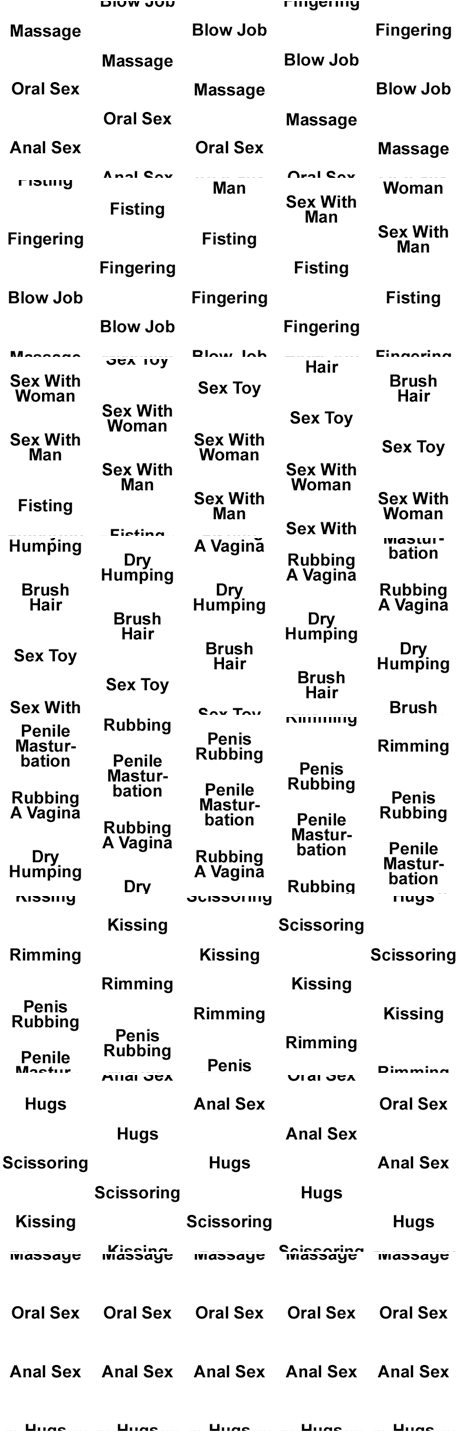 Blow Job Fingering
Massage Blow Job Fingering
Massage Blow Job
Oral Sex Massage Blow Job
Oral Sex Massage
Anal Sex Oral Sex Massage
Anal Sex Oral Sex
Fisting Man Woman
Fisting Sex With
Man
Fingering Fisting Sex With
Man
Fingering Fisting
Blow Job Fingering Fisting
Blow Job Fingering
Massage Blow Job Fingering
Sex Toy Hair
Sex With
Woman
Sex Toy
Brush
Hair
Sex With
Woman
Sex Toy
Sex With
Man
Sex With
Woman
Sex Toy
Sex With
Man
Sex With
Woman
Fisting
Sex With
Man
Sex With
Woman
Fisting
Sex With
Humping
A Vagina
Mastur-
bation
Dry
Humping
Rubbing
A Vagina
Brush
Hair
Dry
Humping
Rubbing
A Vagina
Brush
Hair
Dry
Humping
Sex Toy
Brush
Hair
Dry
Humping
Sex Toy
Brush
Hair
Sex With
Sex Toy
Brush
Penile
Mastur-
bation
Rubbing
Penis
Rubbing
Rimming
Rimming
Penile
Mastur-
bation
Penis
Rubbing
Rubbing
A Vagina
Penile
Mastur-
bation
Penis
Rubbing
Rubbing
A Vagina
Penile
Mastur-
bation
Dry
Humping
Rubbing
A Vagina
Penile
Mastur-
bation
Dry
Rubbing
Kissing Scissoring Hugs
Kissing Scissoring
Rimming Kissing Scissoring
Rimming Kissing
Penis
Rubbing
Rimming
Kissing
Penis
Rubbing
Rimming
Penile
Mastur-
Penis
Rimming
Anal Sex Oral Sex
Hugs Anal Sex Oral Sex
Hugs Anal Sex
Scissoring Hugs Anal Sex
Scissoring Hugs
Kissing Scissoring Hugs
Kissing Scissoring
Massage Massage Massage Massage Massage
Oral Sex Oral Sex Oral Sex Oral Sex Oral Sex
Anal Sex Anal Sex Anal Sex Anal Sex Anal Sex
Hugs Hugs Hugs Hugs Hugs